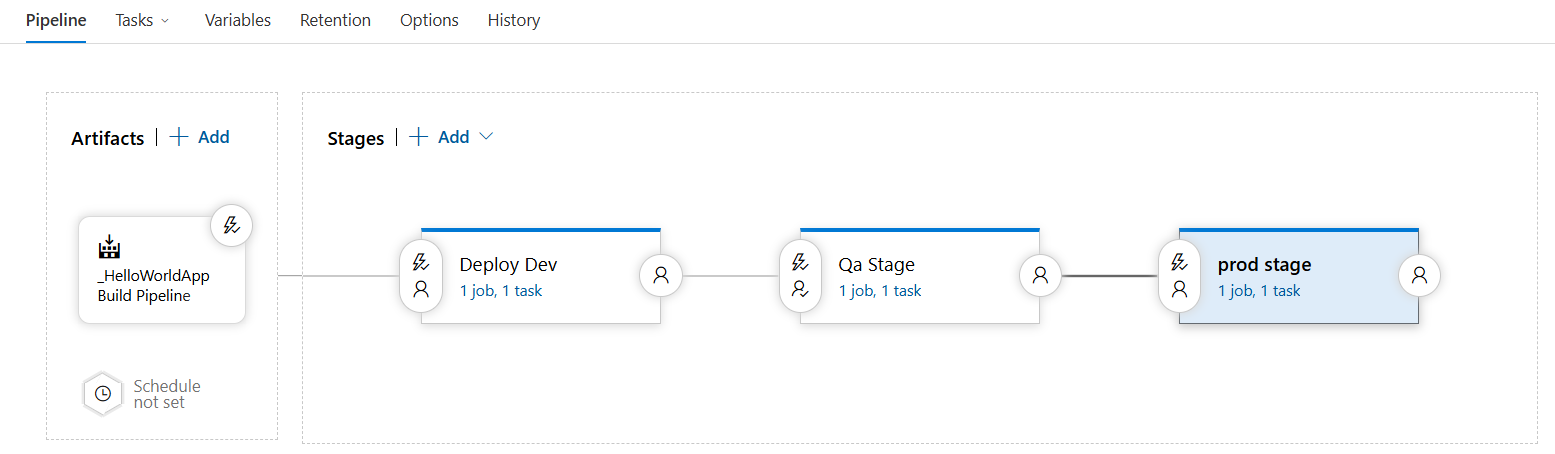 Pipeline Tasks Variables Retention Options History
Artifacts | Add
Stages | Add
_HelloWorldApp
Build Pipeline
Schedule
not set
Deploy Dev
1 job, 1 task
Qa Stage
1 job, 1 task
prod stage
1 job, 1 task